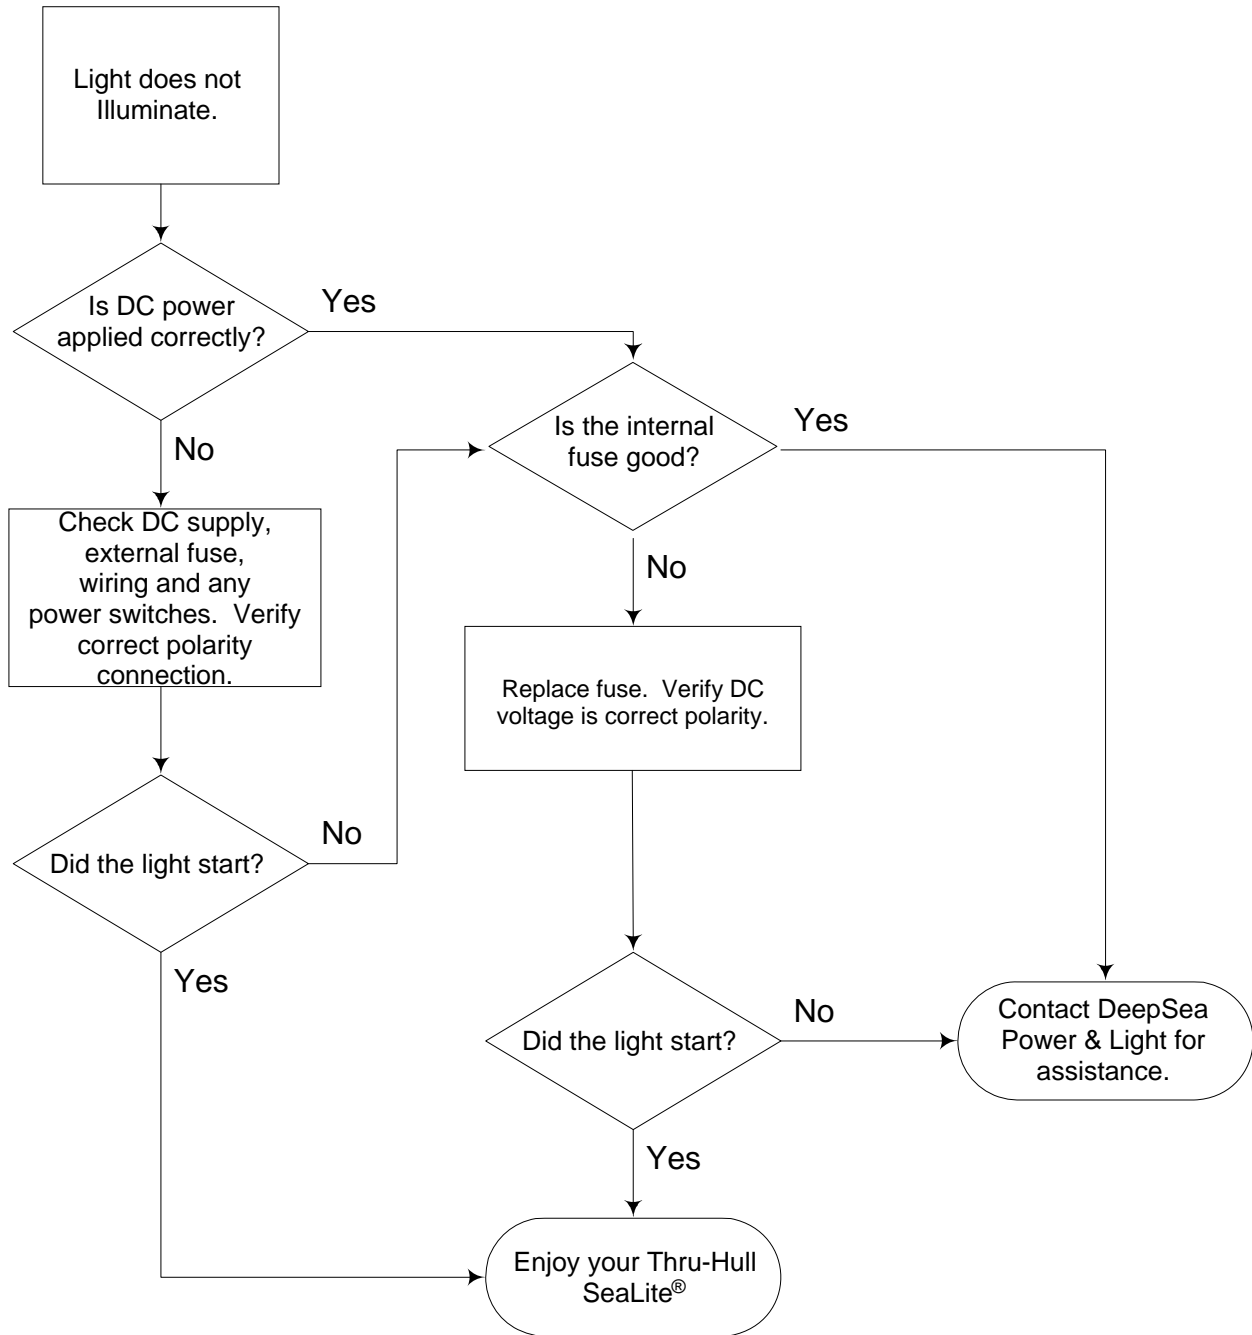 Light does not
Illuminate.
Is DC power
applied correctly?
Yes
No
Check DC supply,
external fuse,
wiring and any
power switches.  Verify
correct polarity
connection.
Is the internal
fuse good?
Yes
No
Replace fuse.  Verify DC
voltage is correct polarity.
Did the light start?
No
Yes
Did the light start?
No
Yes
Contact DeepSea
Power & Light for
assistance.
Enjoy your Thru-Hull
SeaLite®